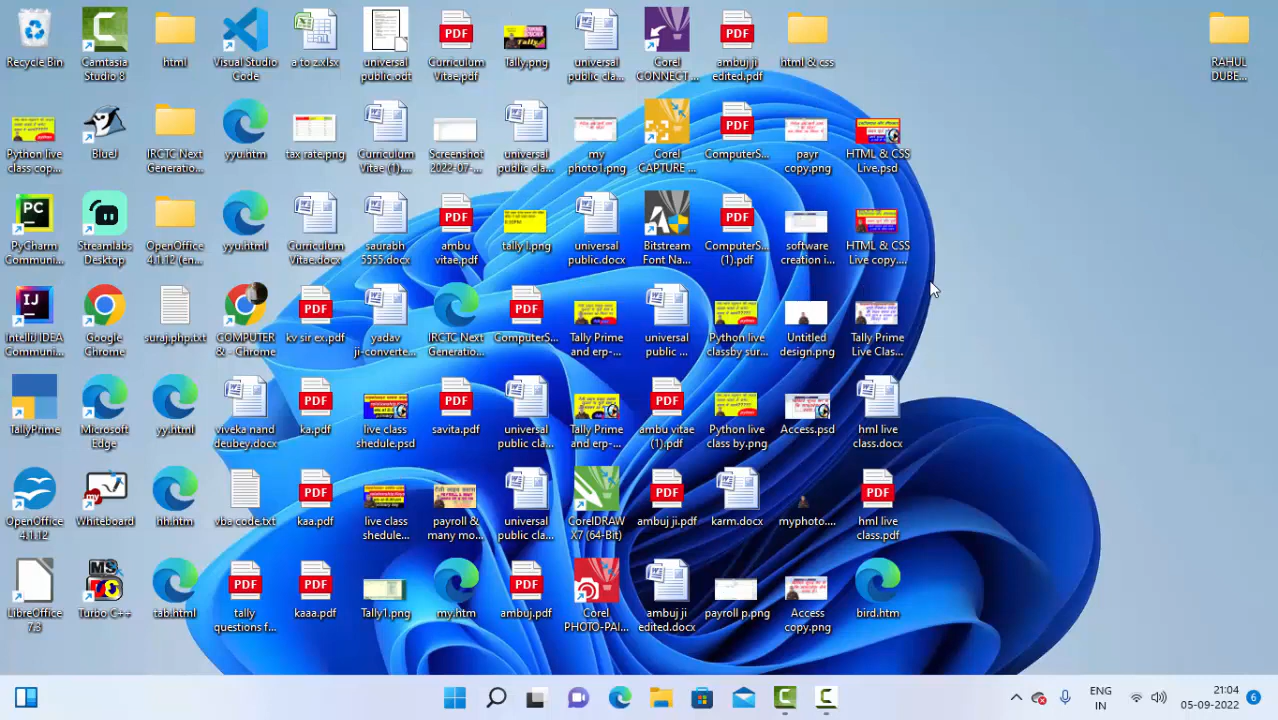 Recycle Bin
Camtasia
Studio 8
html
Visual Studio
Code
a to z.xlsx
universal
public.odt
Curriculum
Vitae.pdf
Tally.png
universal
public cla...
Corel
CONNECT ...
ambuj ji
edited.pdf
html & css
RAHUL
DUBE...
Python live
class cop...
BlueJ
IRCTC Next
Generatio...
yyu.htm
tax rate.png
Curriculum
Vitae (1)....
Screenshot
2022-07-...
universal
public cla...
my
photo1.png
Corel
CAPTURE ...
ComputerS...
payr
copy.png
HTML & CSS
Live.psd
PyCharm
Communi...
Streamlabs
Desktop
OpenOffice
4.1.12 (en...
yyu.html
Curriculum
Vitae.docx
saurabh
5555.docx
ambu
vitae.pdf
tally l.png
universal
public.docx
Bitstream
Font Na...
ComputerS...
(1).pdf
software
creation i...
HTML & CSS
Live copy....
IntelliJ IDEA
Communi...
Google
Chrome
suraj.php.txt
COMPUTER
& - Chrome
kv sir ex.pdf
yadav
ji-converte...
IRCTC Next
Generatio...
ComputerS...
Tally Prime
and erp-...
universal
public ...
Python live
classby sur...
Untitled
design.png
Tally Prime
Live Clas...
TallyPrime
Microsoft
Edge
yy.html
viveka nand
deubey.docx
ka.pdf
live class
shedule.psd
savita.pdf
universal
public cla...
Tally Prime
and erp-...
ambu vitae
(1).pdf
Python live
class by.png
Access.psd
hml live
class.docx
OpenOffice
4.1.12
Whiteboard
hh.htm
vba code.txt
kaa.pdf
live class
shedule...
payroll &
many mo...
universal
public cla...
CorelDRAW
X7 (64-Bit)
ambuj ji.pdf
karm.docx
myphoto....
hml live
class.pdf
LibreOffice
7.3
Turbo C++
tab.html
tally
questions f...
kaaa.pdf
Tally1.png
my.htm
ambuj.pdf
Corel
PHOTO-PAI...
ambuj ji
edited.docx
payroll p.png
Access
copy.png
bird.htm
ENG
IN
21:04
05-09-2022
6